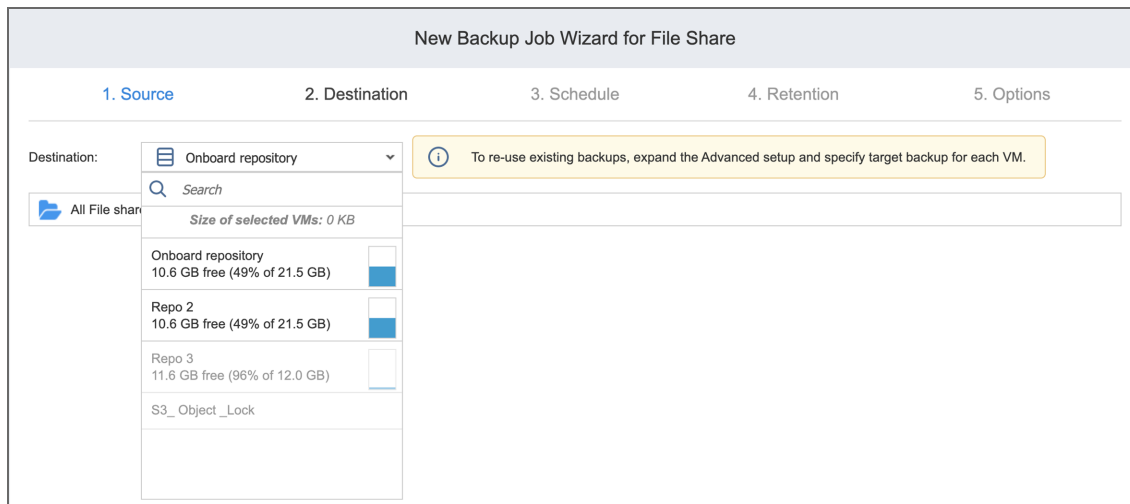 New Backup Job Wizard for File Share
1. Source
2. Destination
3. Schedule
4. Retention
5. Options
Destination:
Onboard repository
To re-use existing backups, expand the Advanced setup and specify target backup for each VM.
Search
All File shar
Size of selected VMs: 0 KB
Onboard repository
10.6 GB free (49% of 21.5 GB)
Repo 2
10.6 GB free (49% of 21.5 GB)
Repo 3
11.6 GB free (96% of 12.0 GB)
S3_ Object _Lock